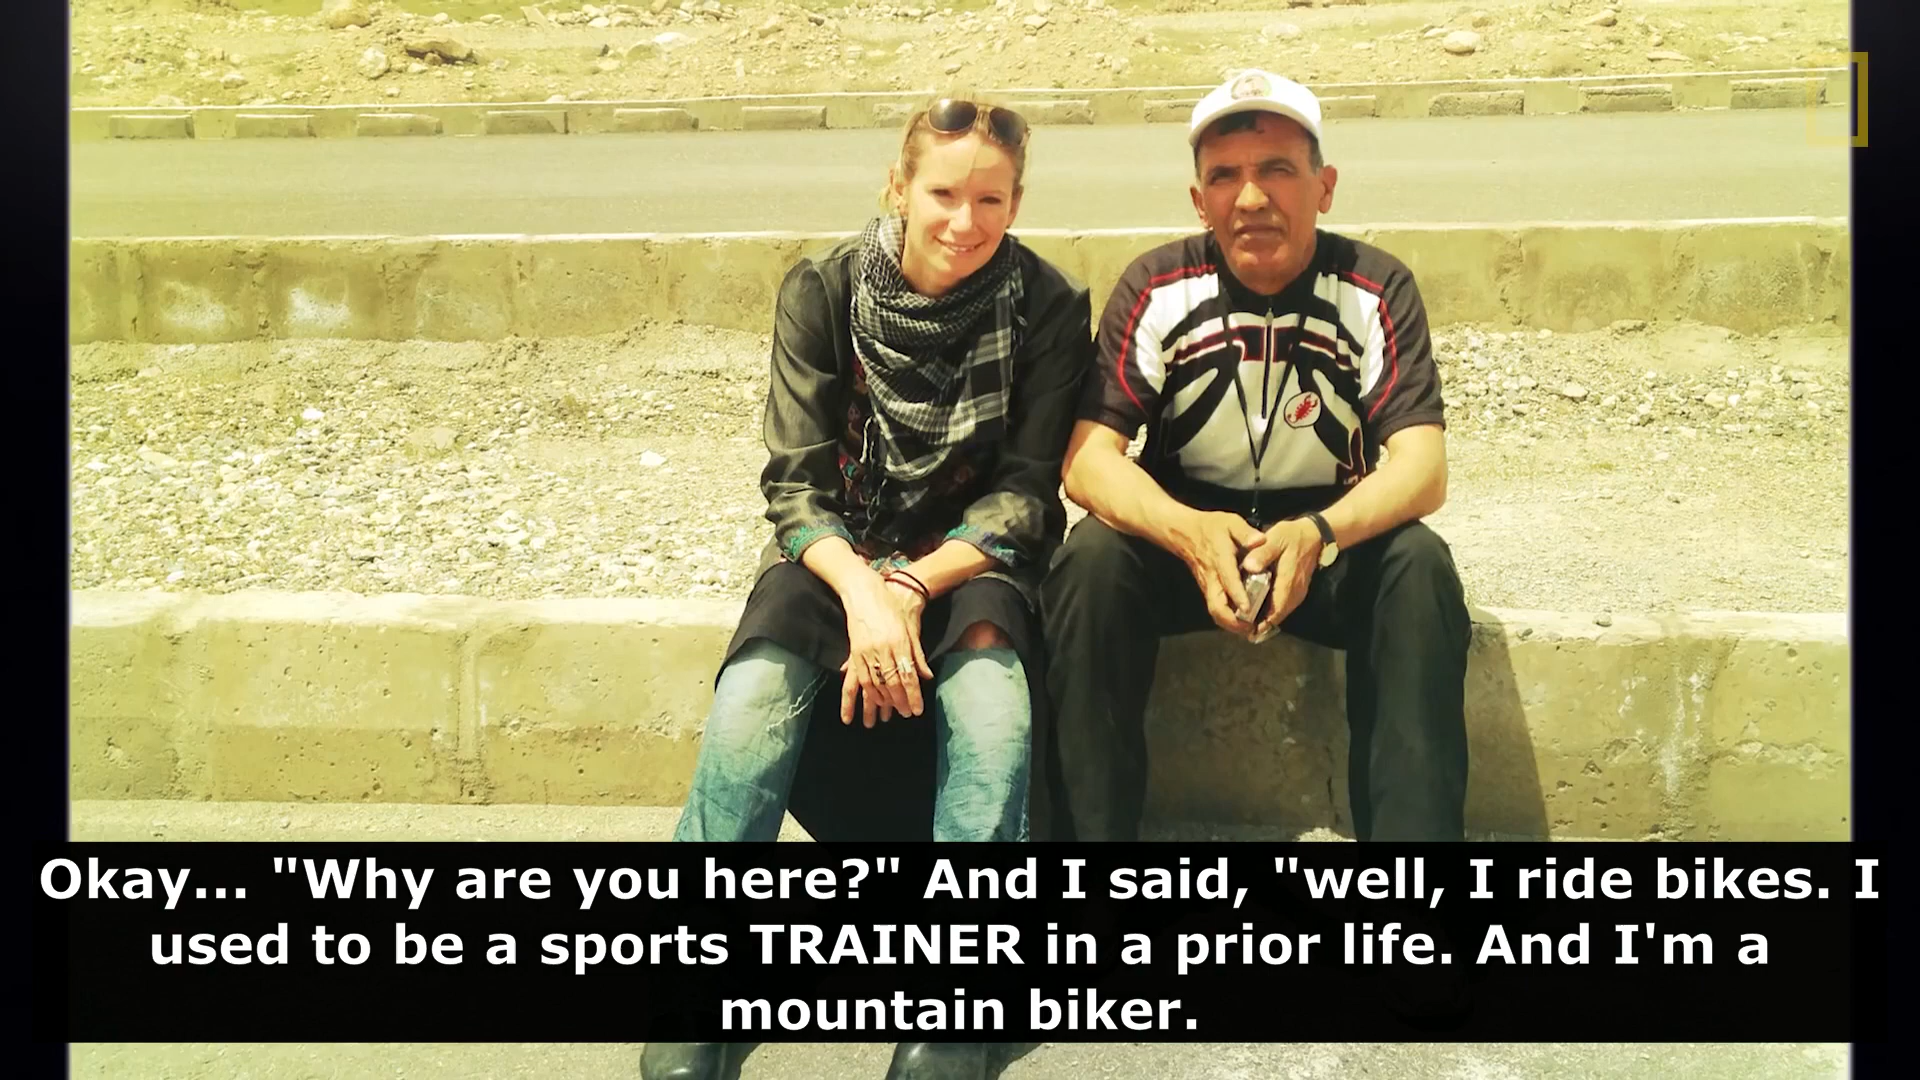 Okay... "Why are you here?" And I said, "well, I ride bikes. I
used to be a sports TRAINER in a prior life. And I'm a
mountain biker.